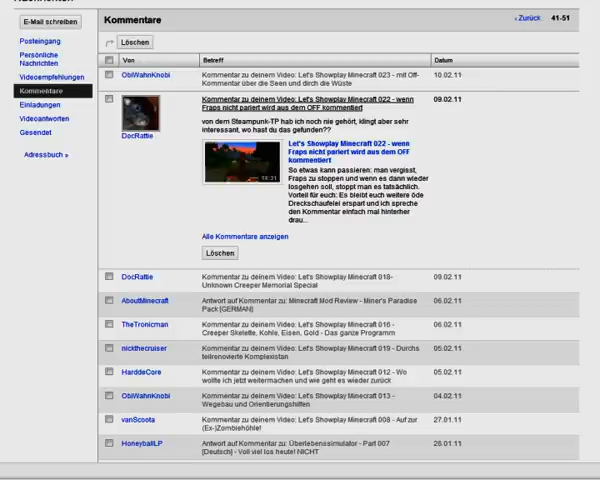 E-Mail schreiben
Kommentare
‹ Zurück 41-51
Löschen
Posteingang
Persönliche
Nachrichten
Videoempfehlungen
Kommentare
Einladungen
Videoantworten
Gesendet
Adressbuch »
Von Betreff Datum
ObiWahnKnobi Kommentar zu deinem Video: Let's Showplay Minecraft 023 - mit Off- 10.02.11
Kommentar über die Seen und dirch die Wüste
DocRattie
Kommentar zu deinem Video: Let's Showplay Minecraft 022 - wenn 09.02.11
Fraps nicht pariert wird aus dem OFF kommentiert
von dem Steampunk-TP hab ich noch nie gehört, klingt aber sehr
interessant, wo hast du das gefunden??
Let's Showplay Minecraft 022 - wenn
Fraps nicht pariert wird aus dem OFF
kommentiert
So etwas kann passieren: man vergisst,
Fraps zu stoppen und wenn es dann wieder
losgehen soll, stoppt man es tatsächlich.
Vorteil für euch: Es bleibt euch weitere öde
Dreckschaufelei erspart und ich spreche
den Kommentar einfach mal hinterher
drau...
Alle Kommentare anzeigen
Löschen
DocRattie Kommentar zu deinem Video: Let's Showplay Minecraft 018- 09.02.11
Unknown Creeper Memorial Special
AboutMinecraft Antwort auf Kommentar zu: Minecraft Mod Review - Miner's Paradise 06.02.11
Pack [GERMAN]
TheTronicman Kommentar zu deinem Video: Let's Showplay Minecraft 016 - 06.02.11
Creeper Skelette, Kohle, Eisen, Gold - Das ganze Programm
nickthecruiser Kommentar zu deinem Video: Let's Showplay Minecraft 019 - Durchs 05.02.11
teilrenovierte Komplexistan
HarddeCore Kommentar zu deinem Video: Let's Showplay Minecraft 012 - Wo 05.02.11
wollte ich jetzt weitermachen und wie geht es wieder zurück
ObiWahnKnobi Kommentar zu deinem Video: Let's Showplay Minecraft 013 - 04.02.11
Wegebau und Orientierungshilfen
vanScoota Kommentar zu deinem Video: Let's Showplay Minecraft 008 - Auf zur 27.01.11
(Ex-)Zombiehöhle!
HoneyballLP Antwort auf Kommentar zu: Überlebenssimulator - Part 007 26.01.11
[Deutsch] - Voll viel los heute! NICHT